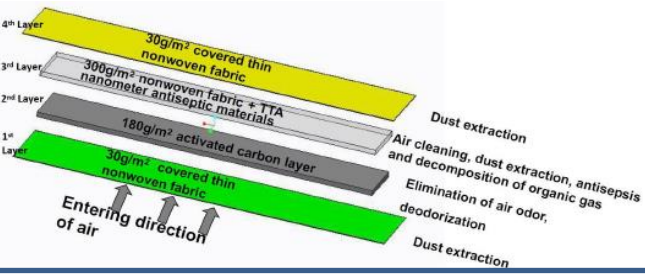 4th Layer
30g/m² covered thin
nonwoven fabric
3rd Layer
300g/m² nonwoven fabric + TTA
nanometer antiseptic materials
2nd Layer
180g/m² activated carbon layer
1st
Layer
30g/m² covered thin
nonwoven fabric
Entering direction
of air
Dust extraction
Air cleaning, dust extraction, antisepsis
and decomposition of organic gas
Elimination of air odor,
deodorization
Dust extraction